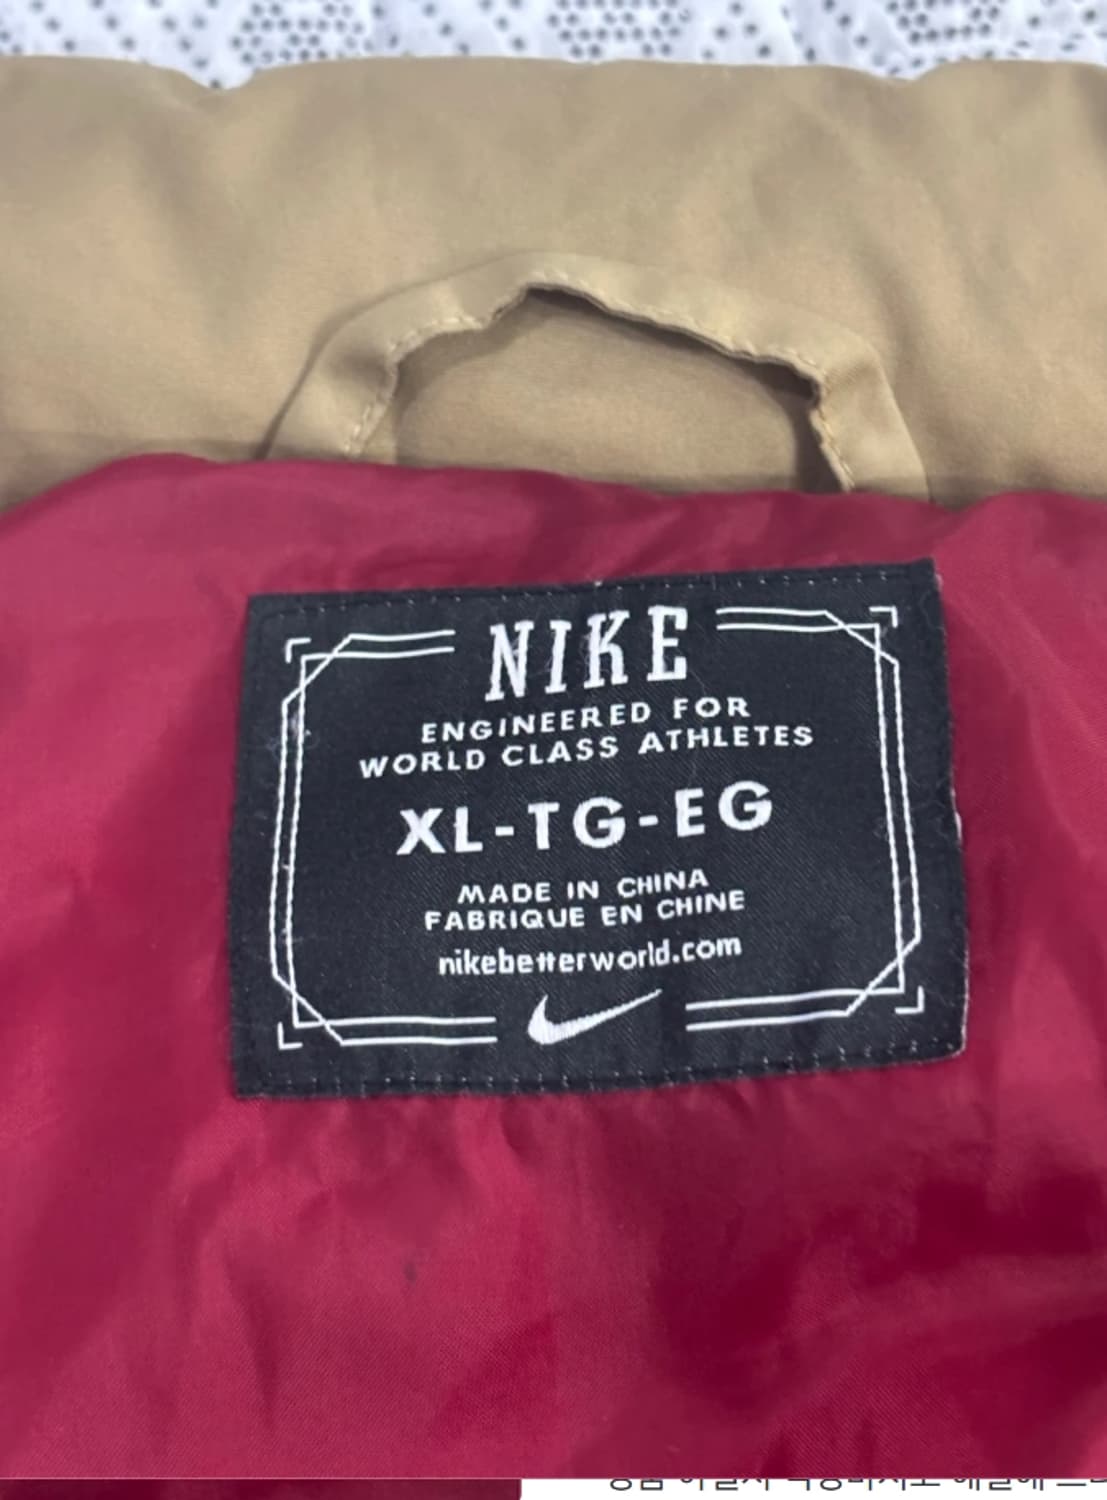 NIKE
ENGINEERED FOR
WORLD CLASS ATHLETES
XL-TG-EG
MADE IN CHINA
FABRIQUE EN CHINE
nikebetterworld.com